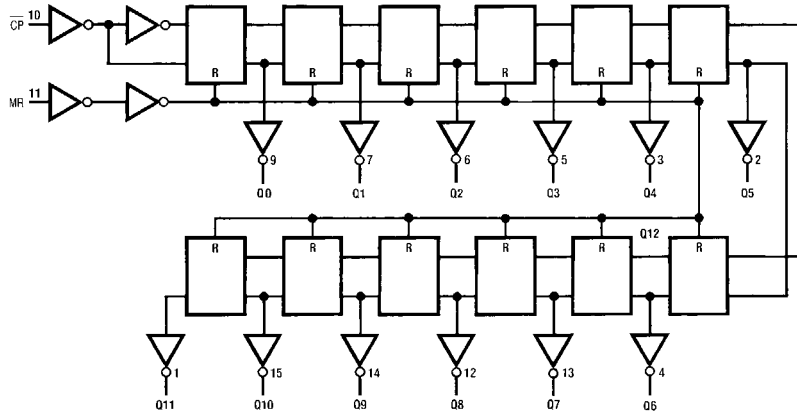 CP 10
R R R R R R
MR 11
9 7 6 5 3 2
Q0 Q1 Q2 Q3 Q4 Q5
Q12
R R R R R R
1 15 14 12 13 4
Q11 Q10 Q9 Q8 Q7 Q6